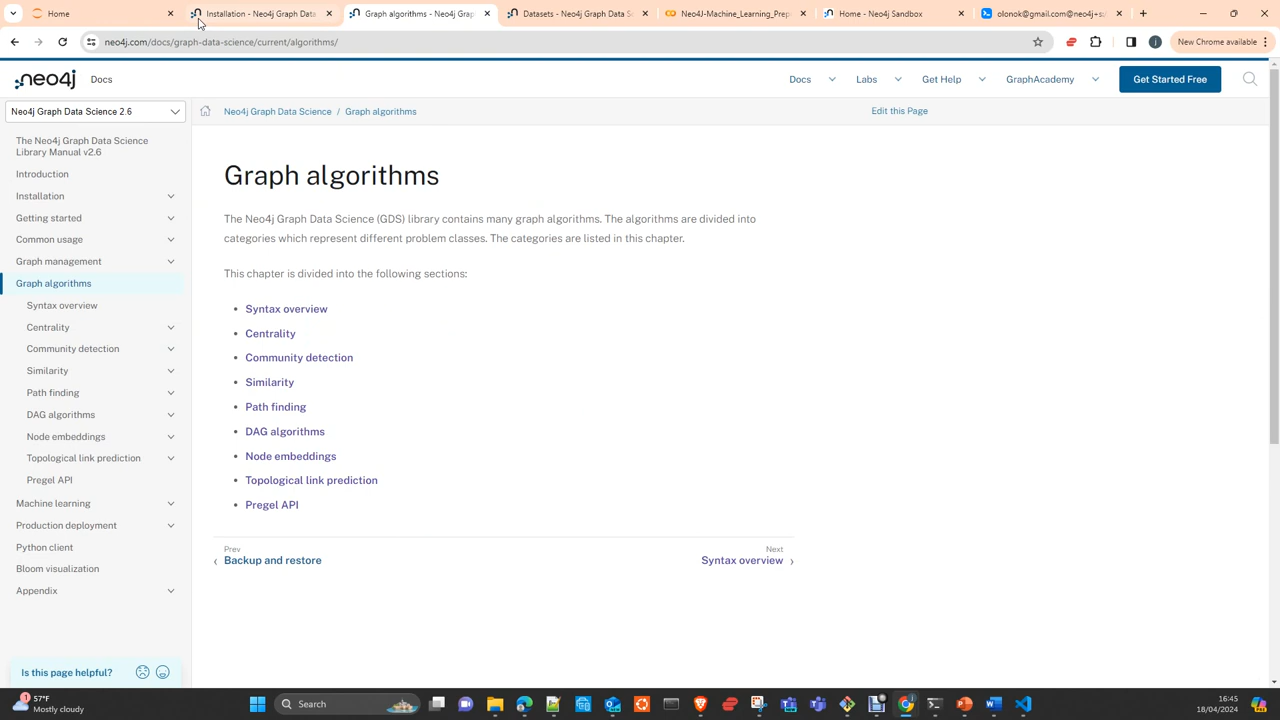 Home
Installation - Neo4j Graph Data
Graph algorithms - Neo4j Grap
Datasets - Neo4j Graph Data S
Neo4J-Machine_Learning_Prep
Home - Neo4j Sandbox
olonok@gmail.com@neo4j+s:
neo4j.com/docs/graph-data-science/current/algorithms/
New Chrome available
neo4j
Docs
Docs
Labs
Get Help
GraphAcademy
Get Started Free
Neo4j Graph Data Science 2.6
Neo4j Graph Data Science / Graph algorithms
Edit this Page
The Neo4j Graph Data Science
Library Manual v2.6
Introduction
Installation
Getting started
Common usage
Graph management
Graph algorithms
Syntax overview
Centrality
Community detection
Similarity
Path finding
DAG algorithms
Node embeddings
Topological link prediction
Pregel API
Machine learning
Production deployment
Python client
Bloom visualization
Appendix
Is this page helpful?
Graph algorithms
The Neo4j Graph Data Science (GDS) library contains many graph algorithms. The algorithms are divided into
categories which represent different problem classes. The categories are listed in this chapter.
This chapter is divided into the following sections:
• Syntax overview
• Centrality
• Community detection
• Similarity
• Path finding
• DAG algorithms
• Node embeddings
• Topological link prediction
• Pregel API
Prev
Backup and restore
Next
Syntax overview
1
57°F
Mostly cloudy
Search
16:45
18/04/2024